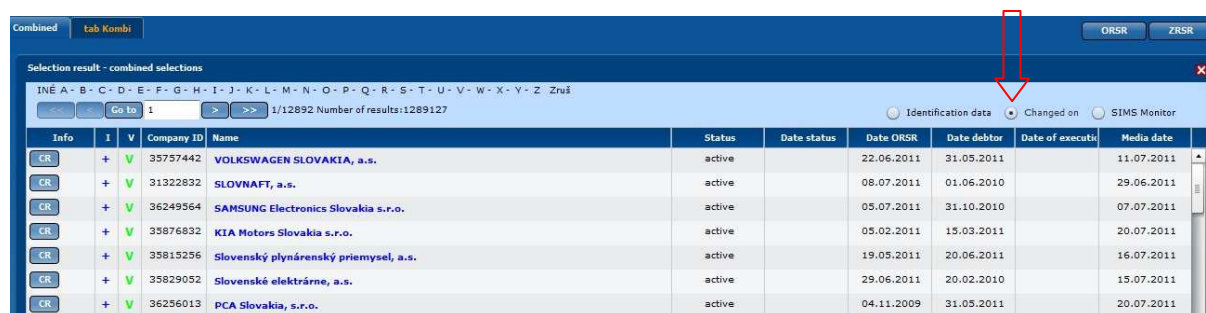 Combined tab Kombi ORSR ZRSR
Selection result - combined selections
INÉ A - B - C - D - E - F - G - H - I - J - K - L - M - N - O - P - Q - R - S - T - U - V - W - X - Y - Z Zruš
<< < Go to 1 > >> 1/12892 Number of results:1289127 Identification data Changed on SIMS Monitor
Info I V Company ID Name Status Date status Date ORSR Date debtor Date of executio Media date
CR + V 35757442 VOLKSWAGEN SLOVAKIA, a.s. active 22.06.2011 31.05.2011 11.07.2011
CR + V 31322832 SLOVNAFT, a.s. active 08.07.2011 01.06.2010 29.06.2011
CR + V 36249564 SAMSUNG Electronics Slovakia s.r.o. active 05.07.2011 31.10.2010 07.07.2011
CR + V 35876832 KIA Motors Slovakia s.r.o. active 05.02.2011 15.03.2011 20.07.2011
CR + V 35815256 Slovenský plynárenský priemysel, a.s. active 19.05.2011 20.06.2011 16.07.2011
CR + V 35829052 Slovenské elektrárne, a.s. active 29.06.2011 20.02.2010 15.07.2011
CR + V 36256013 PCA Slovakia, s.r.o. active 04.11.2009 31.05.2011 20.07.2011